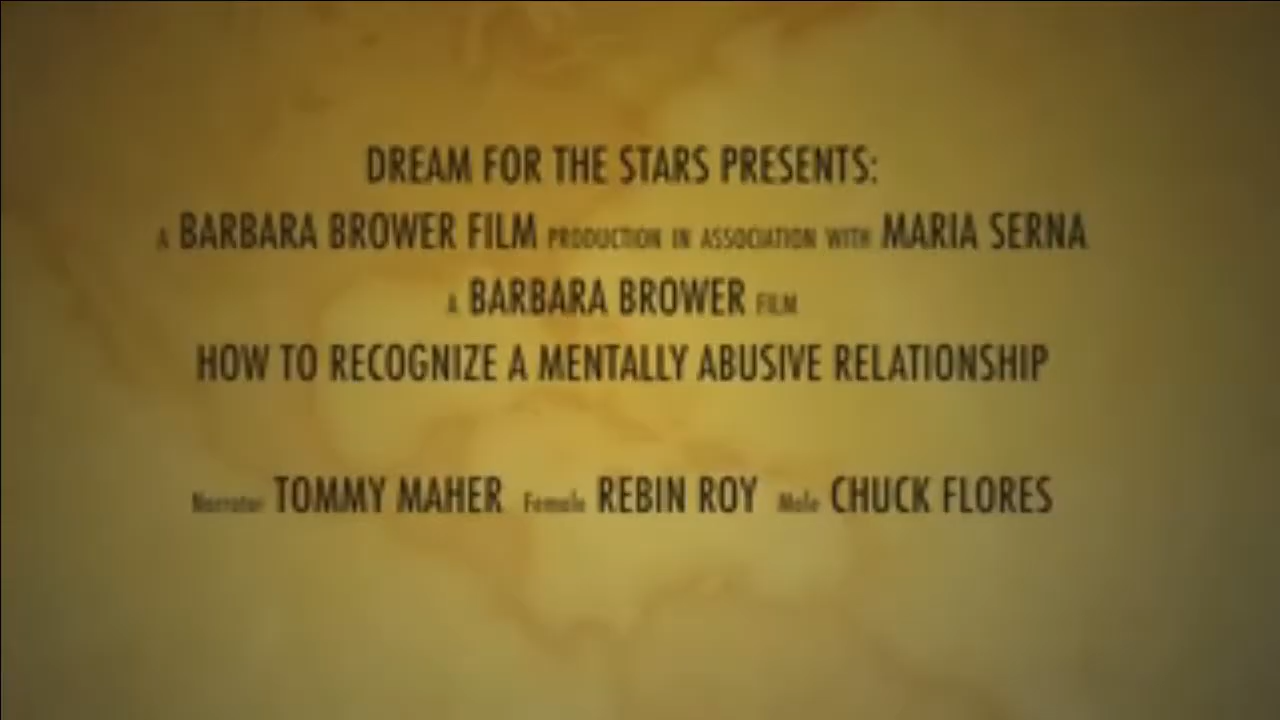 DREAM FOR THE STARS PRESENTS:
A BARBARA BROWER FILM PRODUCTION IN ASSOCIATION WITH MARIA SERNA
A BARBARA BROWER FILM
HOW TO RECOGNIZE A MENTALLY ABUSIVE RELATIONSHIP
Narrator TOMMY MAHER Female REBIN ROY Male CHUCK FLORES